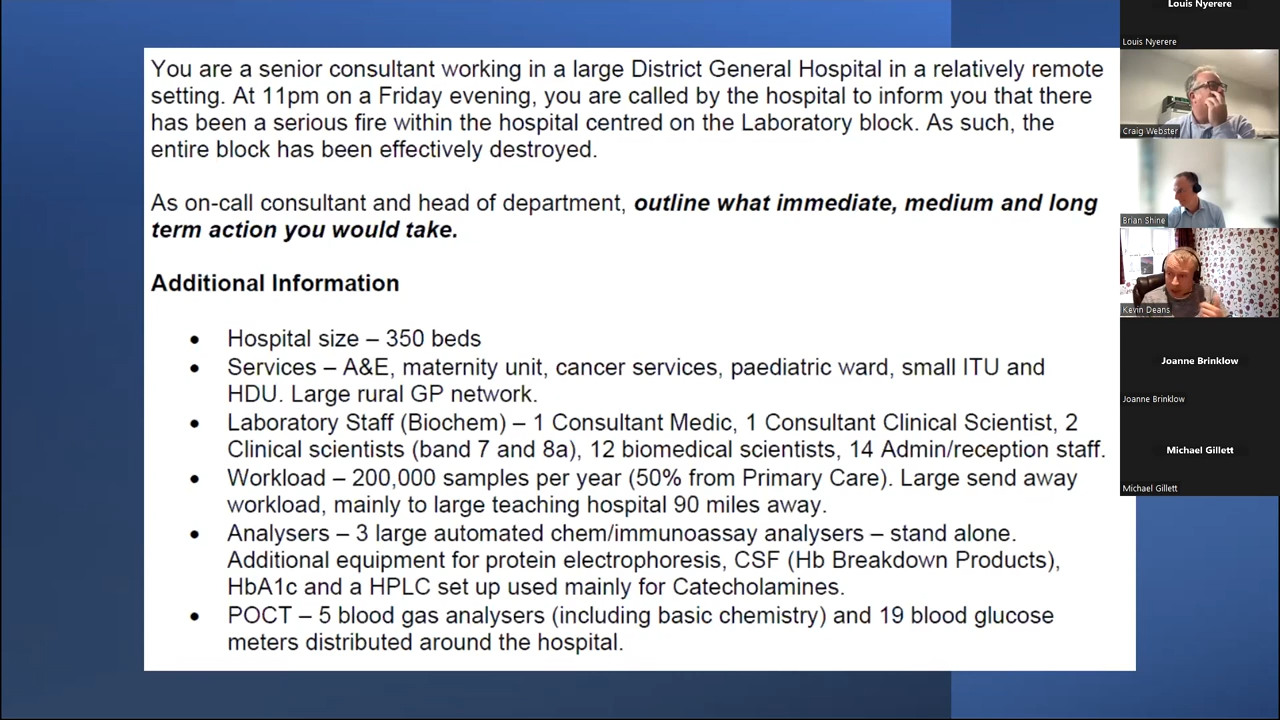 You are a senior consultant working in a large District General Hospital in a relatively remote
setting. At 11pm on a Friday evening, you are called by the hospital to inform you that there
has been a serious fire within the hospital centred on the Laboratory block. As such, the
entire block has been effectively destroyed.
As on-call consultant and head of department, outline what immediate, medium and long
term action you would take.
Additional Information
• Hospital size – 350 beds
• Services – A&E, maternity unit, cancer services, paediatric ward, small ITU and
HDU. Large rural GP network.
• Laboratory Staff (Biochem) – 1 Consultant Medic, 1 Consultant Clinical Scientist, 2
Clinical scientists (band 7 and 8a), 12 biomedical scientists, 14 Admin/reception staff.
• Workload – 200,000 samples per year (50% from Primary Care). Large send away
workload, mainly to large teaching hospital 90 miles away.
• Analysers – 3 large automated chem/immunoassay analysers – stand alone.
Additional equipment for protein electrophoresis, CSF (Hb Breakdown Products),
HbA1c and a HPLC set up used mainly for Catecholamines.
• POCT – 5 blood gas analysers (including basic chemistry) and 19 blood glucose
meters distributed around the hospital.
Louis Nyerere
Louis Nyerere
Craig Webster
Brian Shine
Kevin Deans
Joanne Brinklow
Joanne Brinklow
Michael Gillett
Michael Gillett